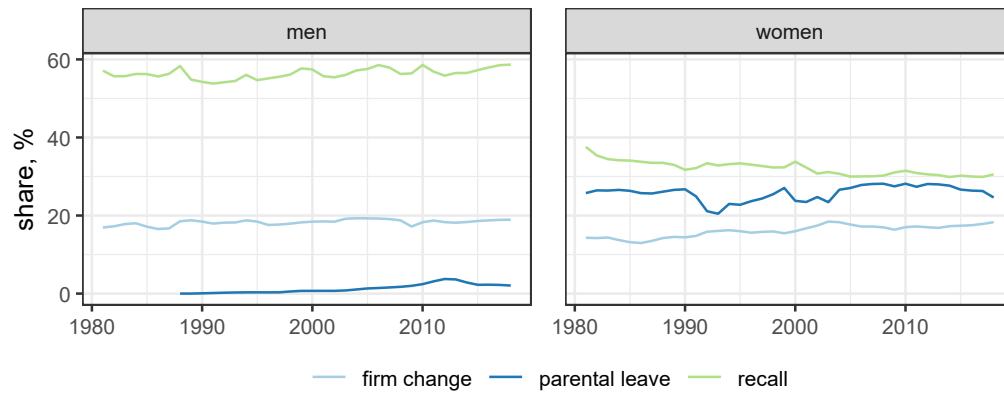 men women
share, %
60
40
20
0
1980 1990 2000 2010 1980 1990 2000 2010
firm change parental leave recall